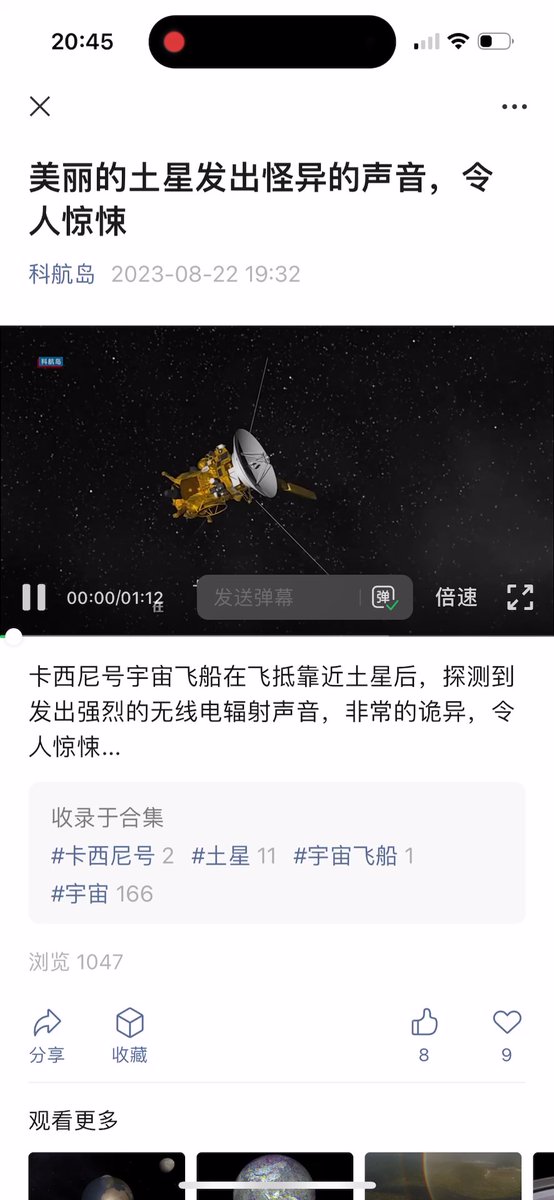 20:45
美丽的土星发出怪异的声音，令
人惊悚
科航岛 2023-08-22 19:32
科航岛
00:00/01:12 发送弹幕 弹 倍速
在
卡西尼号宇宙飞船在飞抵靠近土星后，探测到
发出强烈的无线电辐射声音，非常的诡异，令
人惊悚...
收录于合集
#卡西尼号 2 #土星 11 #宇宙飞船 1
#宇宙 166
浏览 1047
分享 收藏 8 9
观看更多